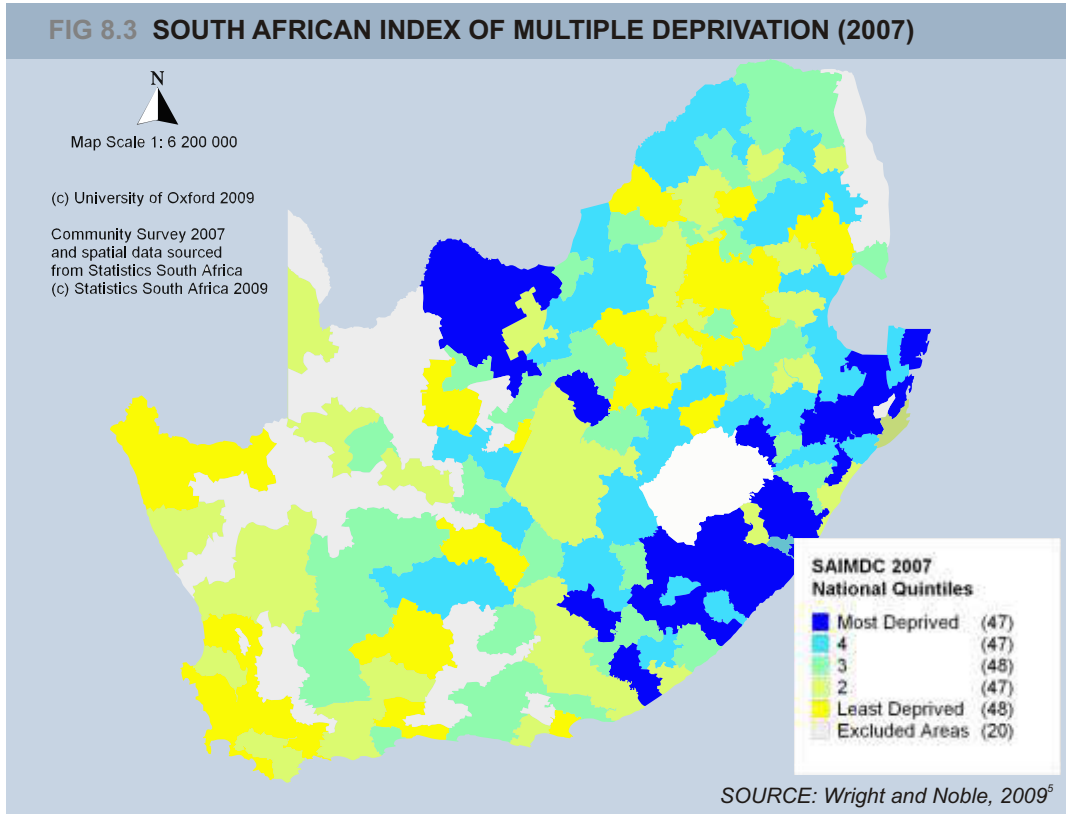 FIG 8.3 SOUTH AFRICAN INDEX OF MULTIPLE DEPRIVATION (2007)
N
Map Scale 1: 6 200 000
(c) University of Oxford 2009
Community Survey 2007
and spatial data sourced
from Statistics South Africa
(c) Statistics South Africa 2009
SAIMDC 2007
National Quintiles
Most Deprived (47)
4 (47)
3 (48)
2 (47)
Least Deprived (48)
Excluded Areas (20)
SOURCE: Wright and Noble, 2009⁵